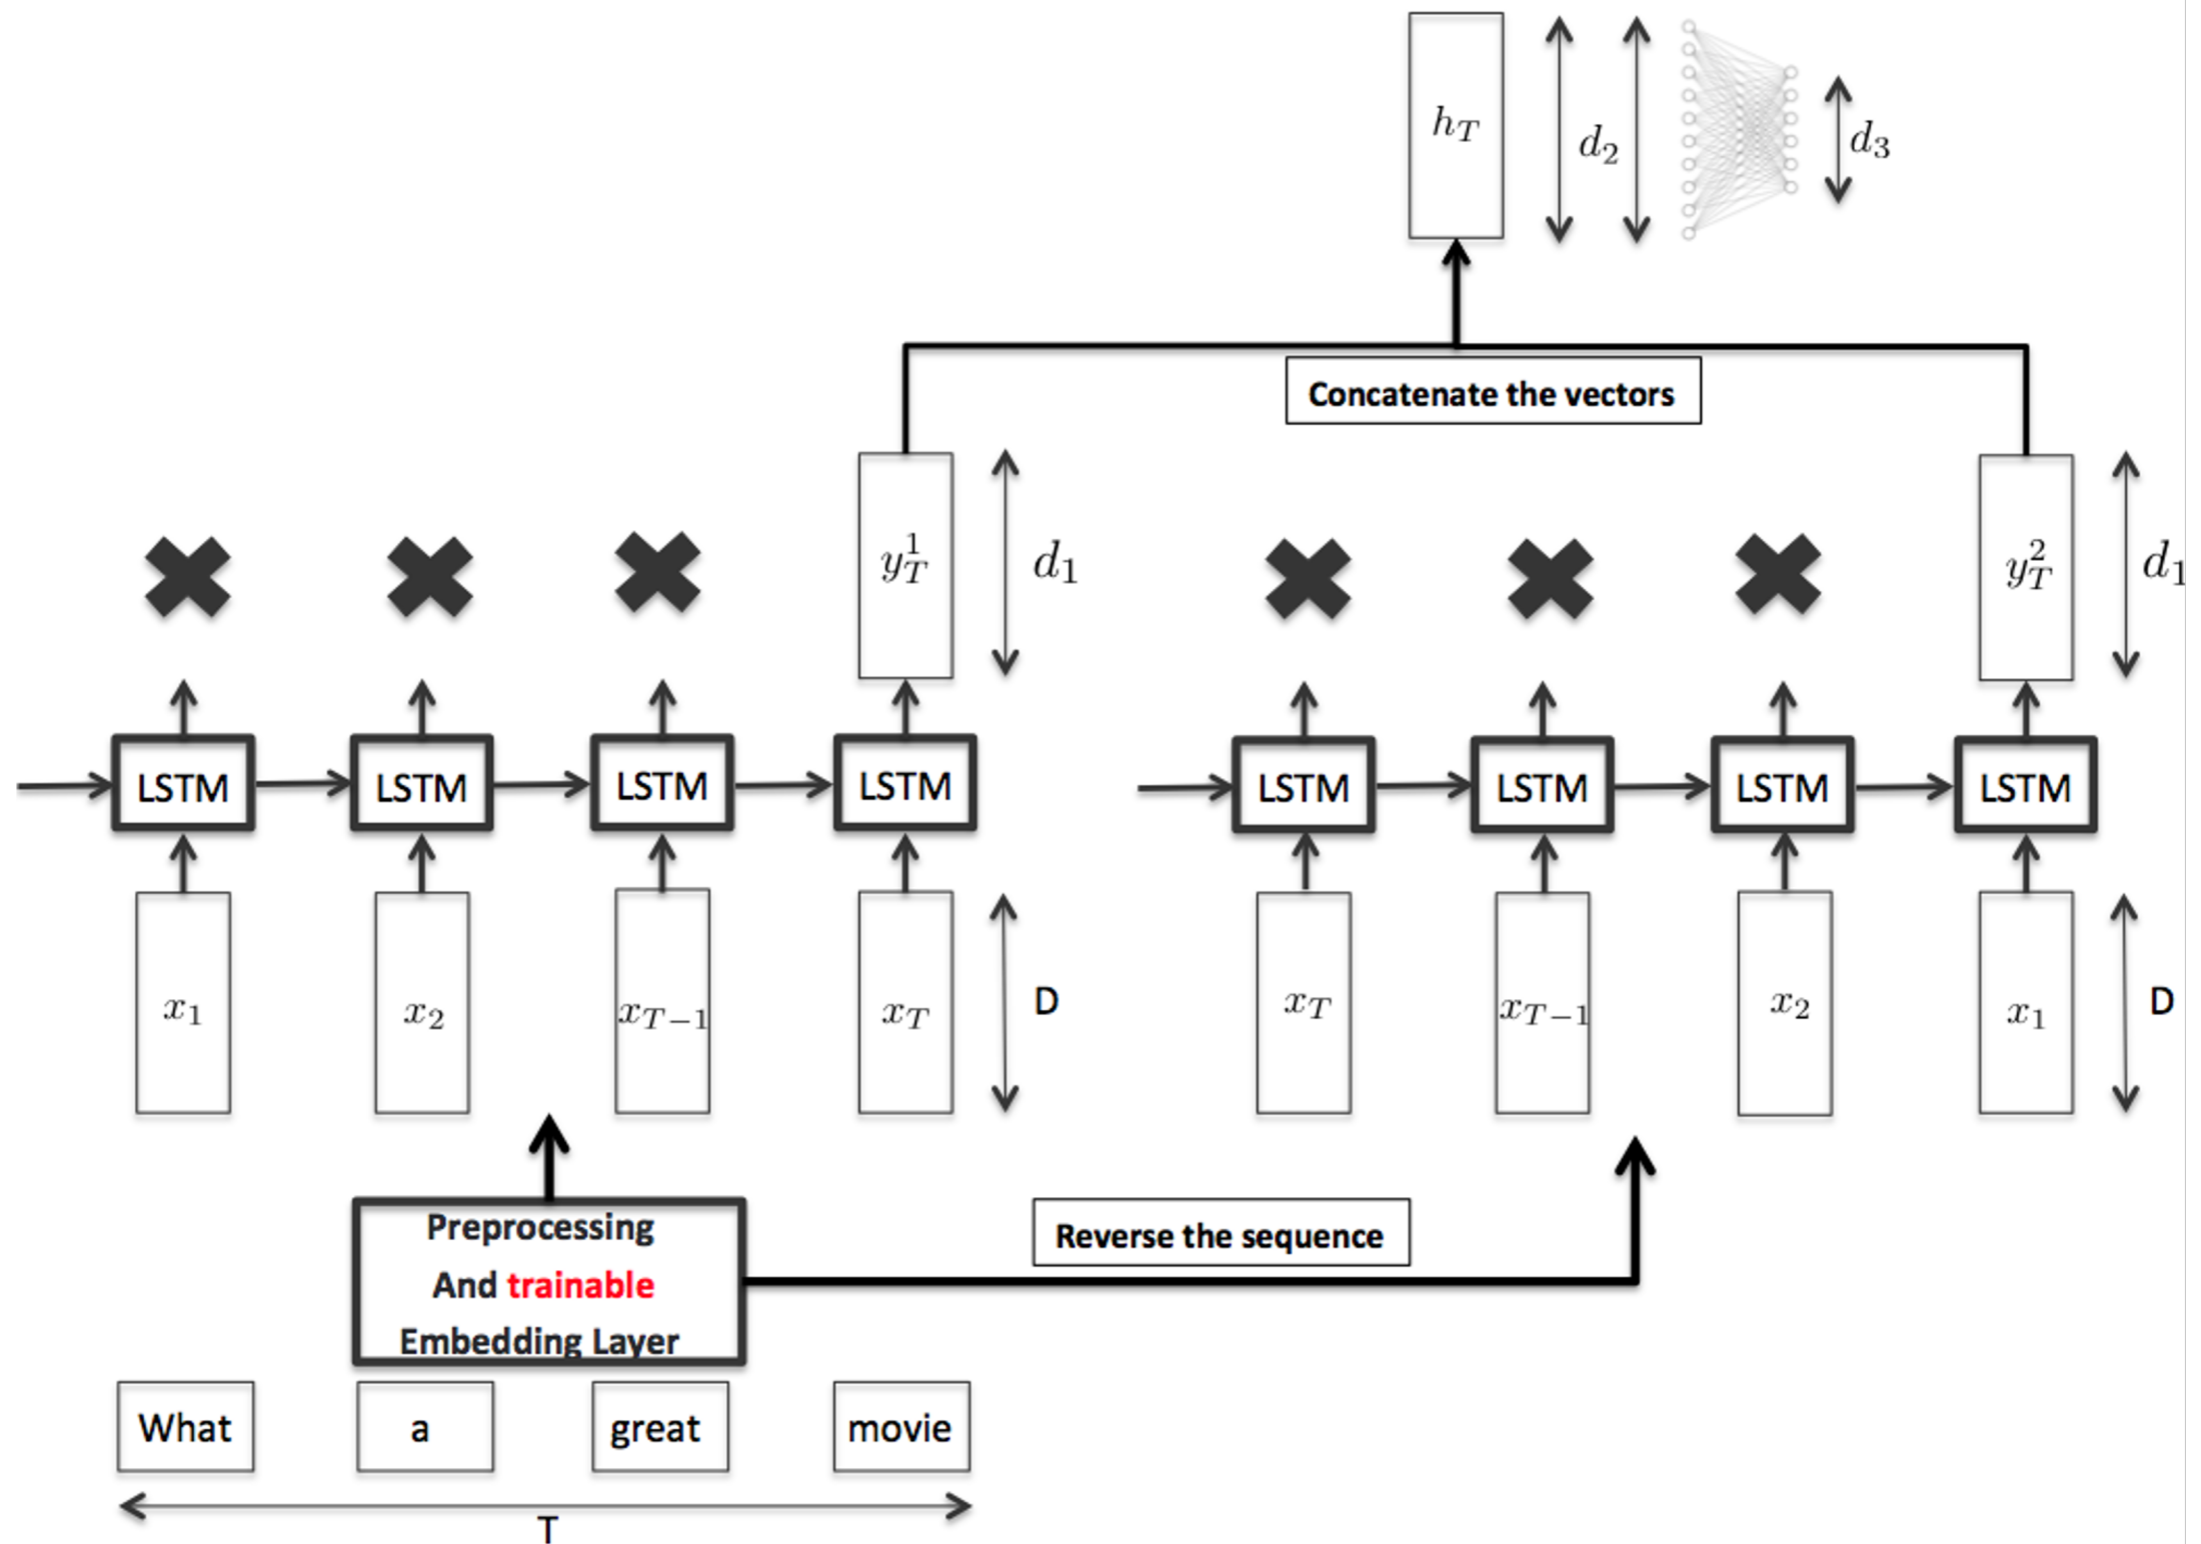 h_T
d_2
d_3
Concatenate the vectors
y_T^1
d_1
y_T^2
d_1
LSTM LSTM LSTM LSTM LSTM LSTM LSTM LSTM
x_1 x_2 x_{T-1} x_T D x_T x_{T-1} x_2 x_1 D
Preprocessing
And trainable
Embedding Layer
Reverse the sequence
What a great movie
T